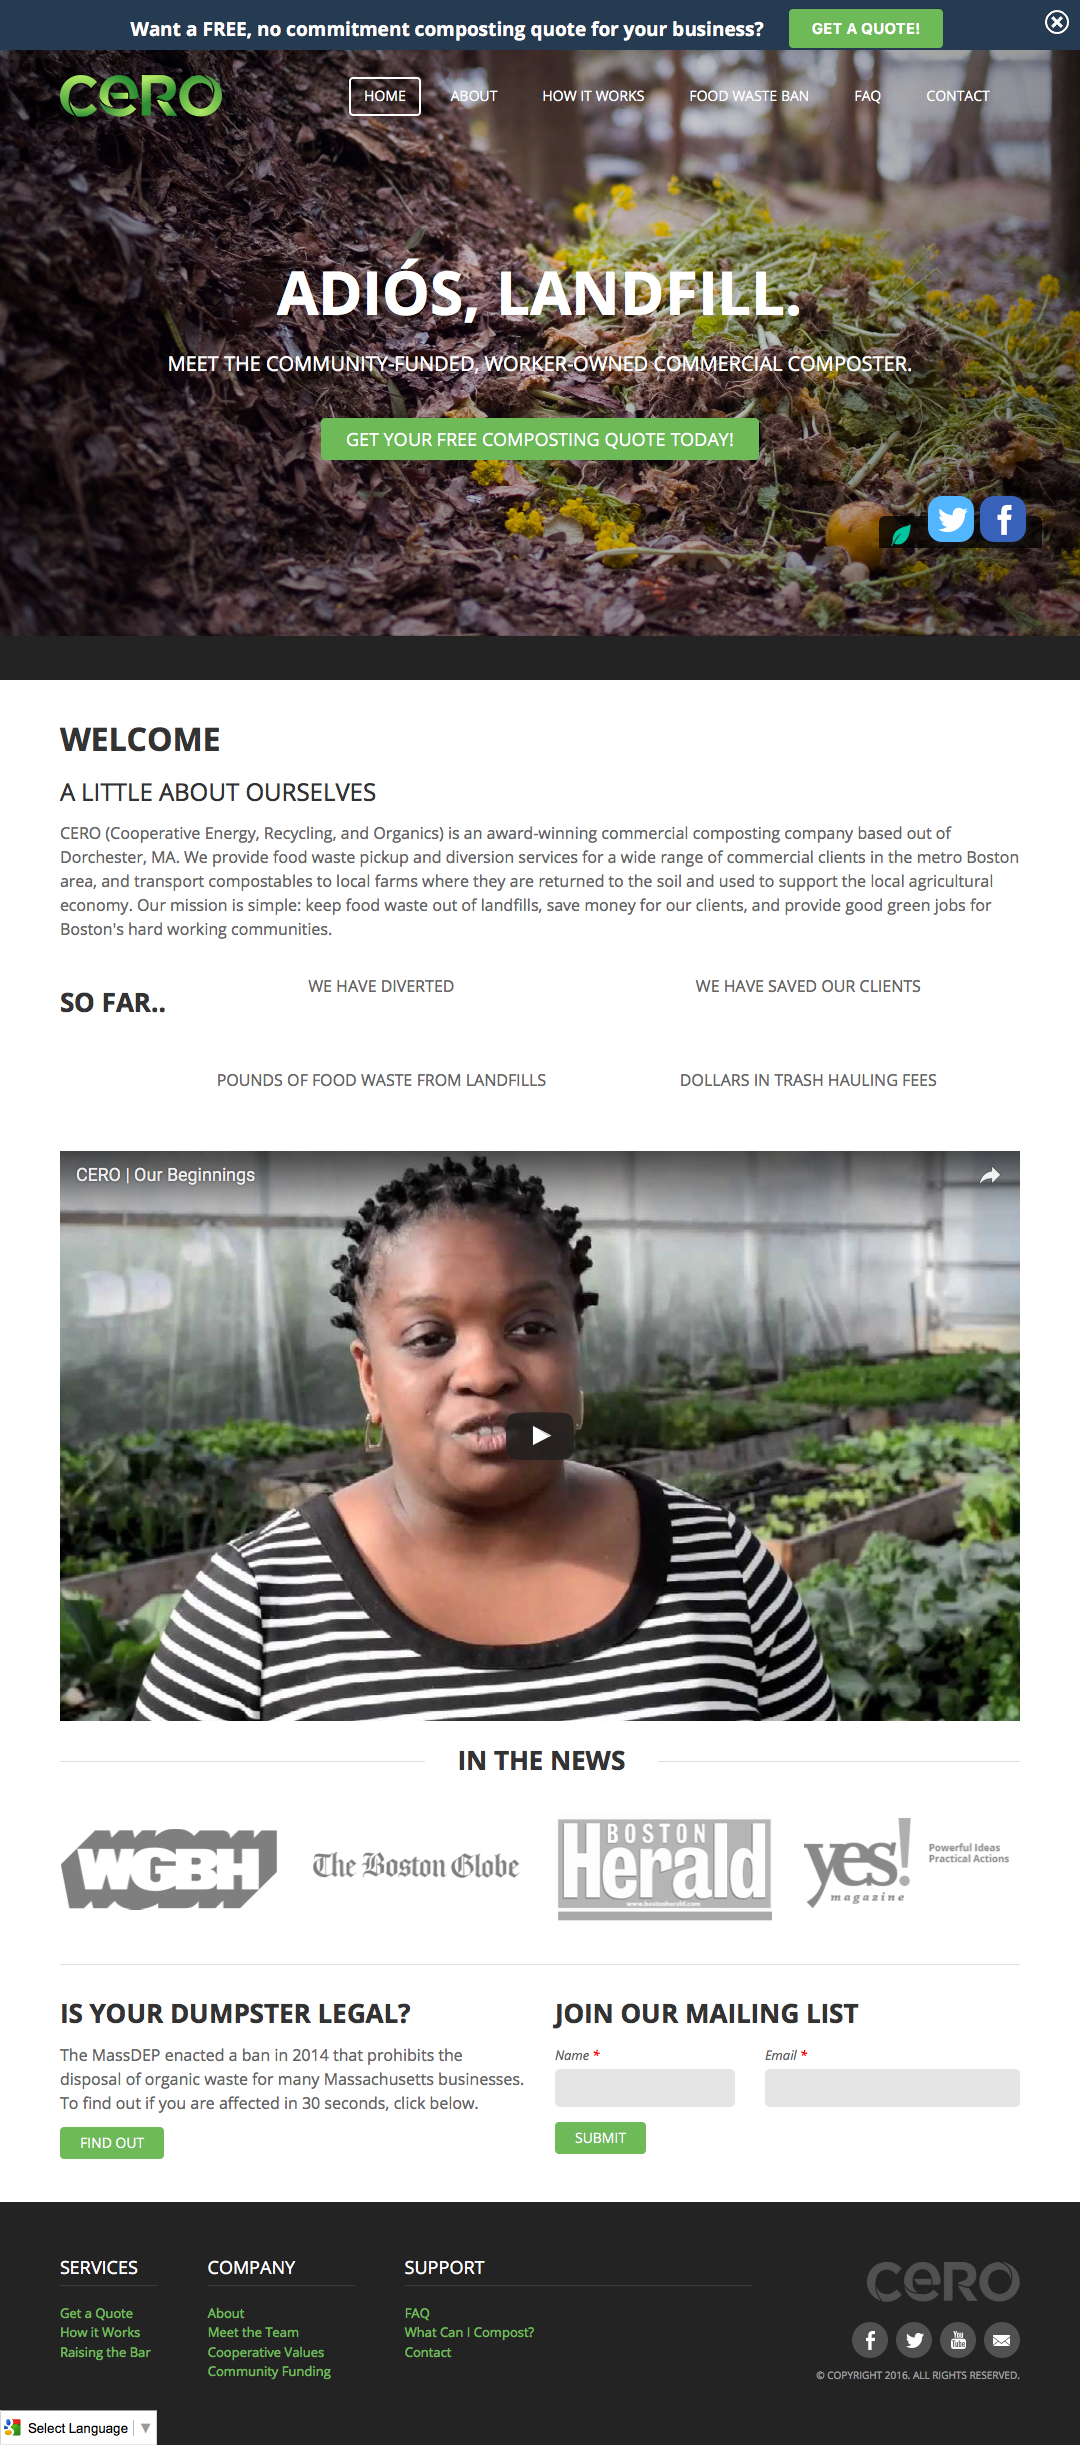 Want a FREE, no commitment composting quote for your business?
GET A QUOTE!
CERO
HOME
ABOUT
HOW IT WORKS
FOOD WASTE BAN
FAQ
CONTACT
ADIÓS, LANDFILL.
MEET THE COMMUNITY-FUNDED, WORKER-OWNED COMMERCIAL COMPOSTER.
GET YOUR FREE COMPOSTING QUOTE TODAY!
WELCOME
A LITTLE ABOUT OURSELVES
CERO (Cooperative Energy, Recycling, and Organics) is an award-winning commercial composting company based out of
Dorchester, MA. We provide food waste pickup and diversion services for a wide range of commercial clients in the metro Boston
area, and transport compostables to local farms where they are returned to the soil and used to support the local agricultural
economy. Our mission is simple: keep food waste out of landfills, save money for our clients, and provide good green jobs for
Boston's hard working communities.
SO FAR..
WE HAVE DIVERTED
POUNDS OF FOOD WASTE FROM LANDFILLS
WE HAVE SAVED OUR CLIENTS
DOLLARS IN TRASH HAULING FEES
CERO | Our Beginnings
IN THE NEWS
WGBH
The Boston Globe
BOSTON
Herald
www.bostonherald.com
yes!
magazine
Powerful Ideas
Practical Actions
IS YOUR DUMPSTER LEGAL?
The MassDEP enacted a ban in 2014 that prohibits the
disposal of organic waste for many Massachusetts businesses.
To find out if you are affected in 30 seconds, click below.
FIND OUT
JOIN OUR MAILING LIST
Name *
Email *
SUBMIT
SERVICES
Get a Quote
How it Works
Raising the Bar
COMPANY
About
Meet the Team
Cooperative Values
Community Funding
SUPPORT
FAQ
What Can I Compost?
Contact
CERO
You
Tube
© COPYRIGHT 2016. ALL RIGHTS RESERVED.
Select Language